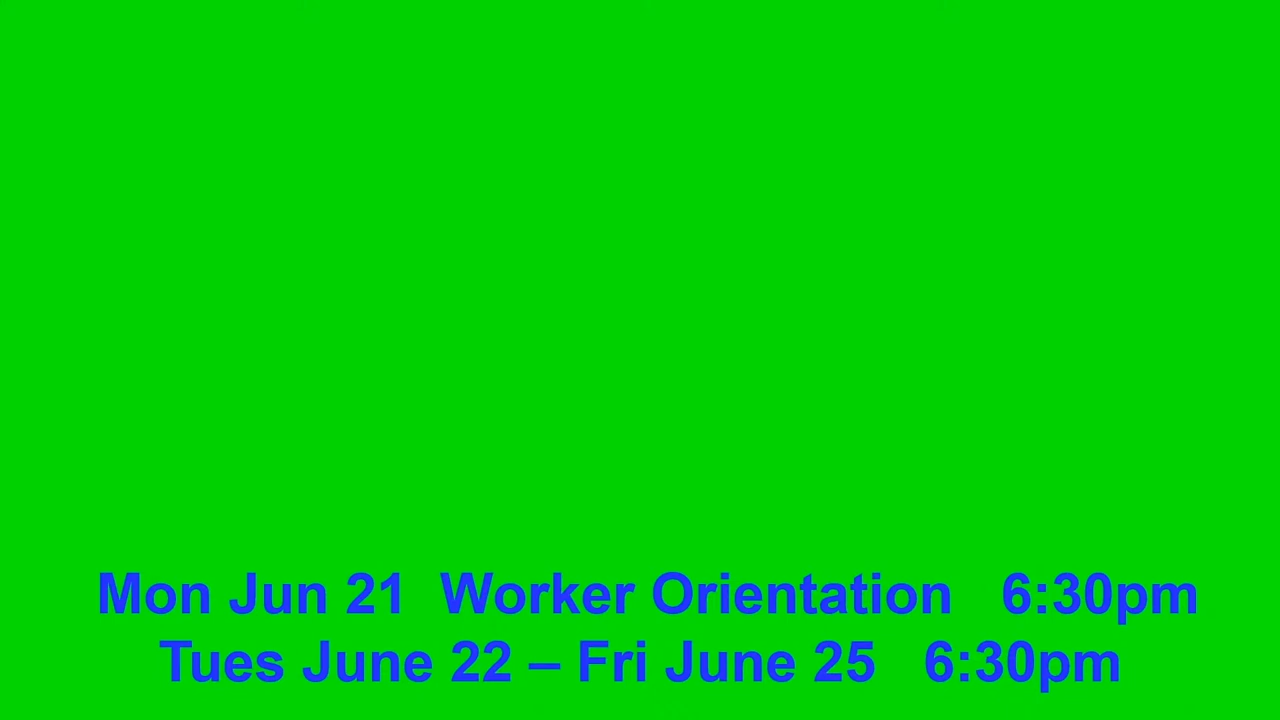 Mon Jun 21  Worker Orientation   6:30pm
Tues June 22 – Fri June 25   6:30pm